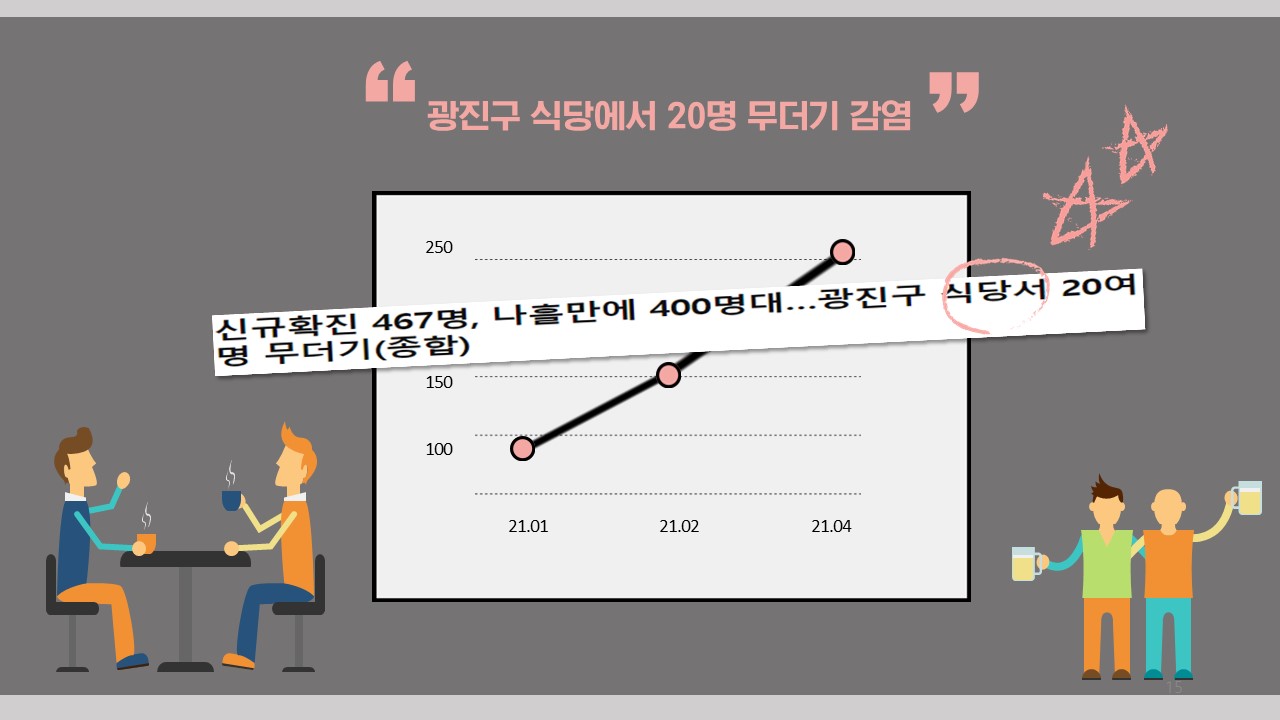 “ 광진구 식당에서 20명 무더기 감염 ”
250
신규확진 467명, 나흘만에 400명대…광진구 식당서 20여
명 무더기(종합)
150
100
21.01 21.02 21.04
15